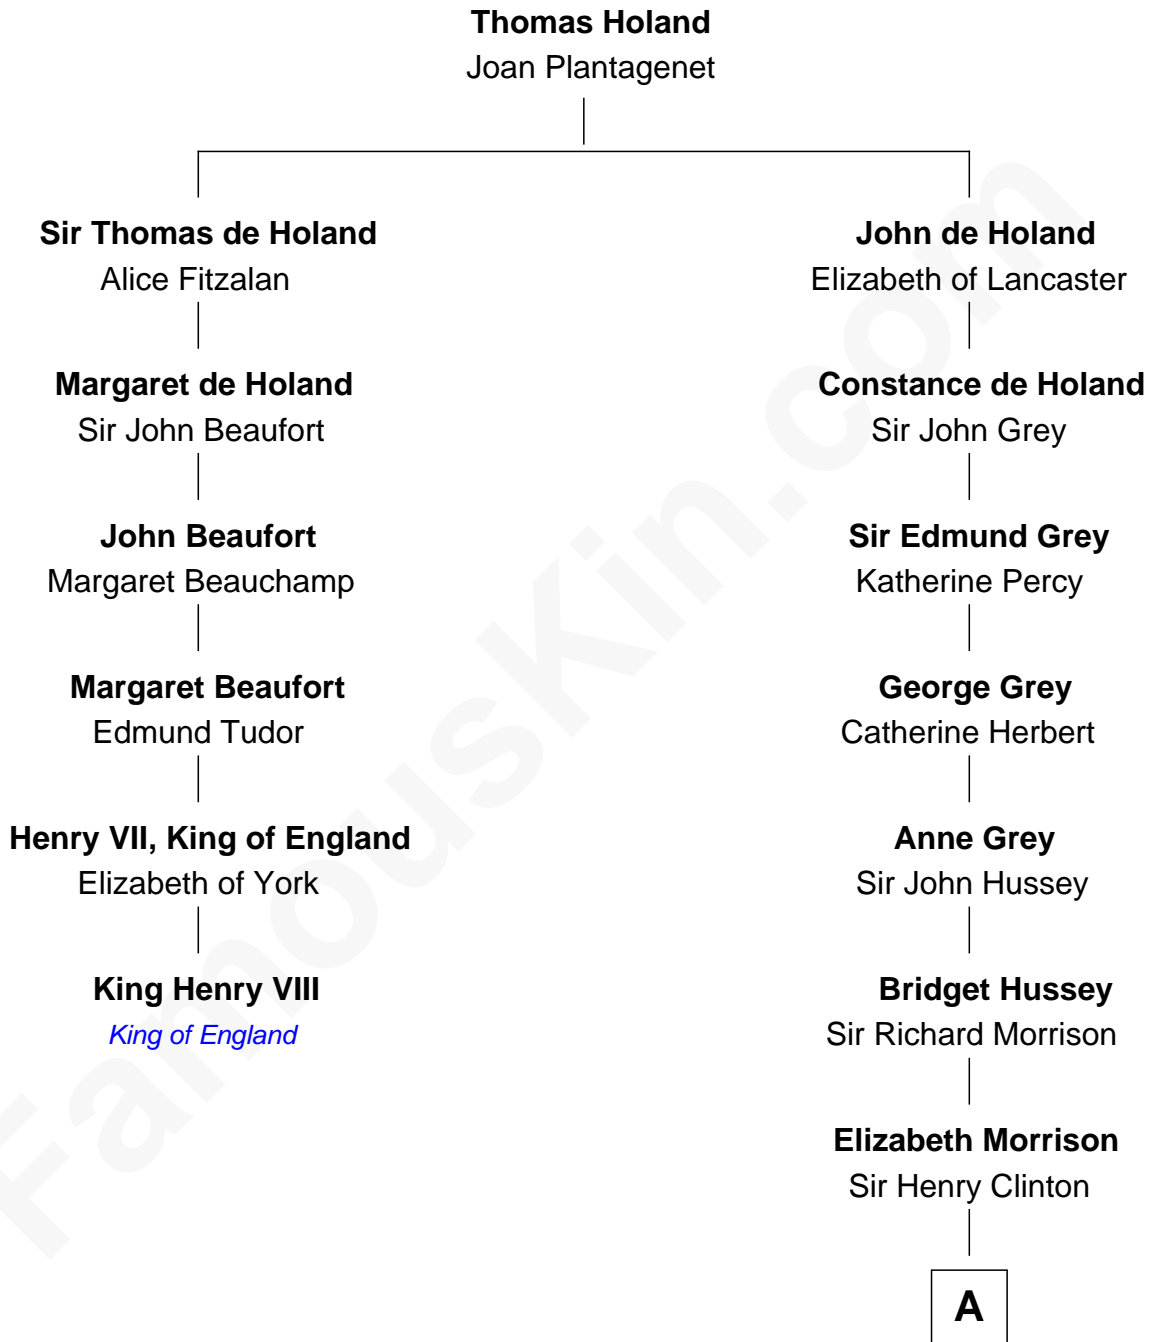 Thomas Holand
Joan Plantagenet
Sir Thomas de Holand
Alice Fitzalan
Margaret de Holand
Sir John Beaufort
John Beaufort
Margaret Beauchamp
Margaret Beaufort
Edmund Tudor
Henry VII, King of England
Elizabeth of York
King Henry VIII
King of England
John de Holand
Elizabeth of Lancaster
Constance de Holand
Sir John Grey
Sir Edmund Grey
Katherine Percy
George Grey
Catherine Herbert
Anne Grey
Sir John Hussey
Bridget Hussey
Sir Richard Morrison
Elizabeth Morrison
Sir Henry Clinton
A
FamousKin.com